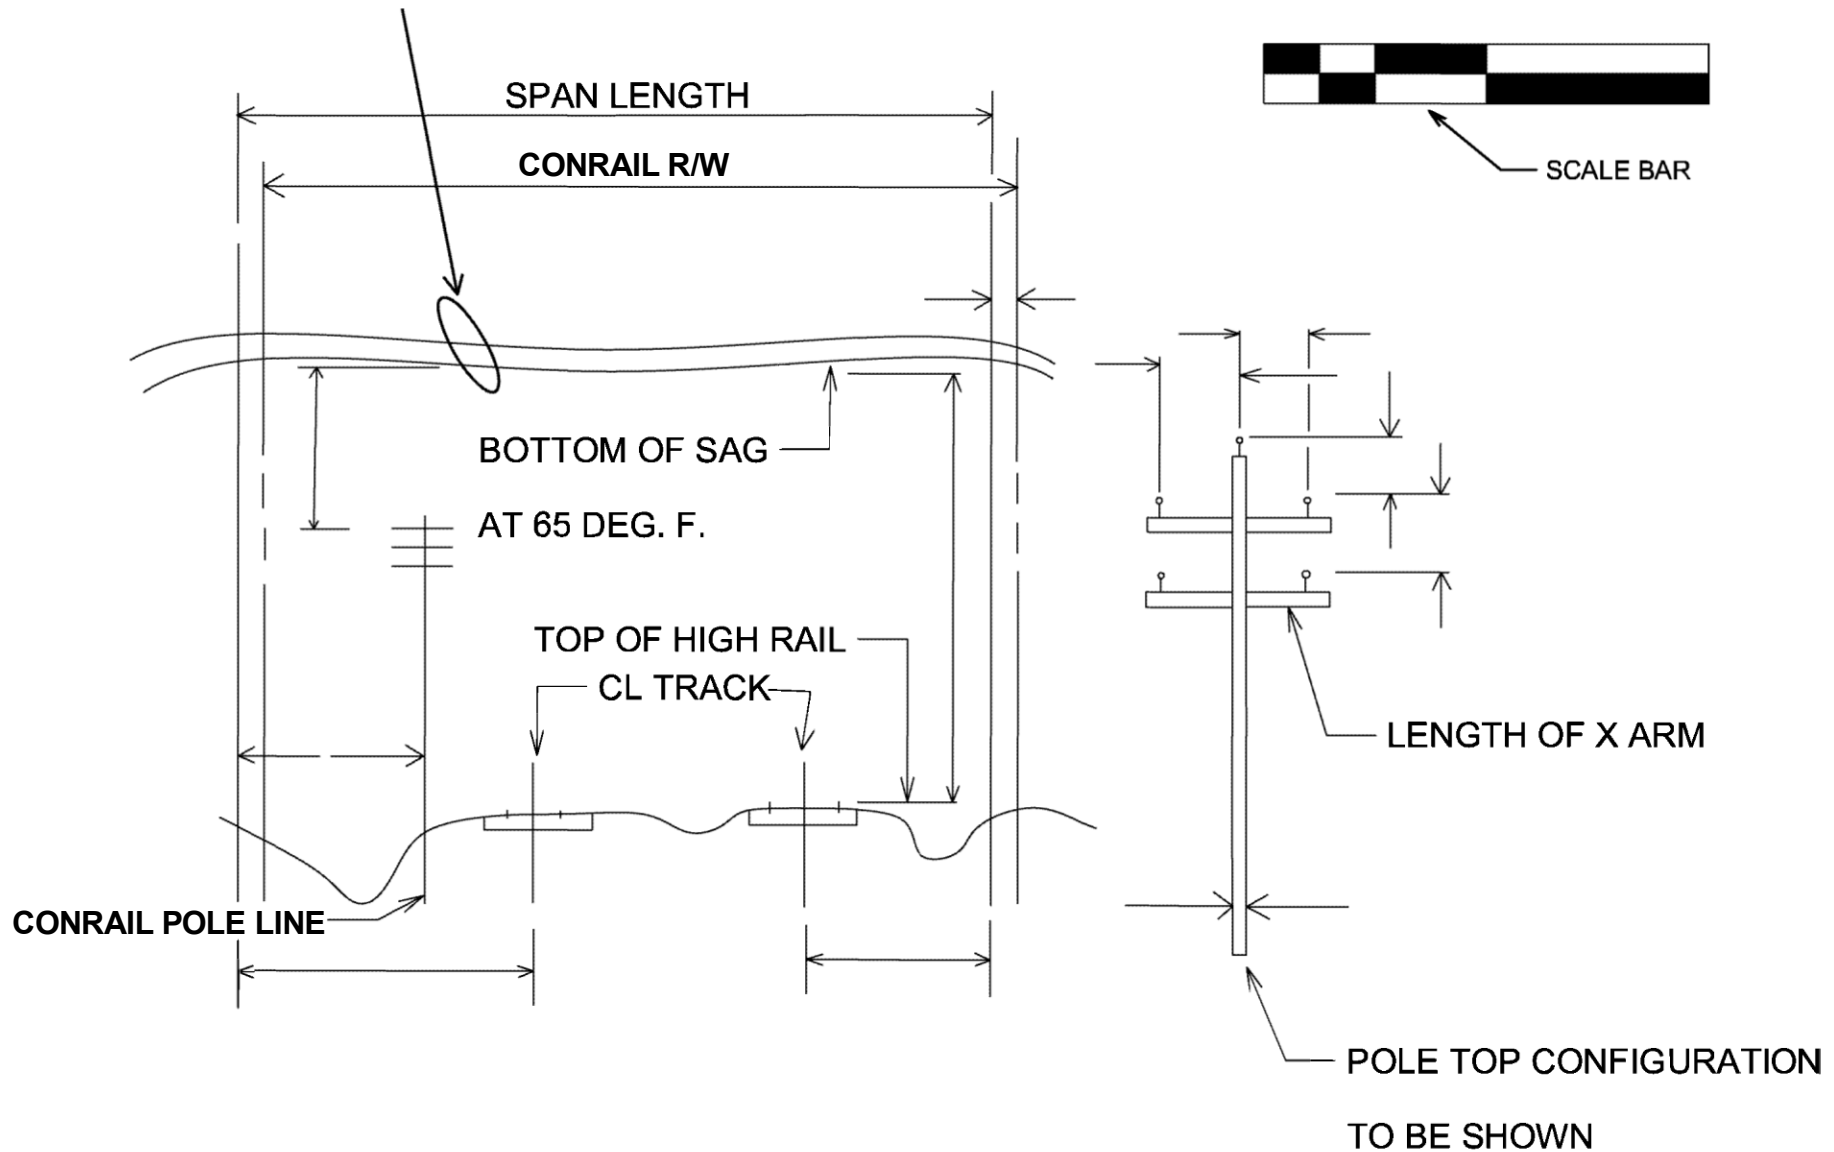 SPAN LENGTH
CONRAIL R/W
SCALE BAR
BOTTOM OF SAG
AT 65 DEG. F.
TOP OF HIGH RAIL
CL TRACK
LENGTH OF X ARM
CONRAIL POLE LINE
POLE TOP CONFIGURATION
TO BE SHOWN